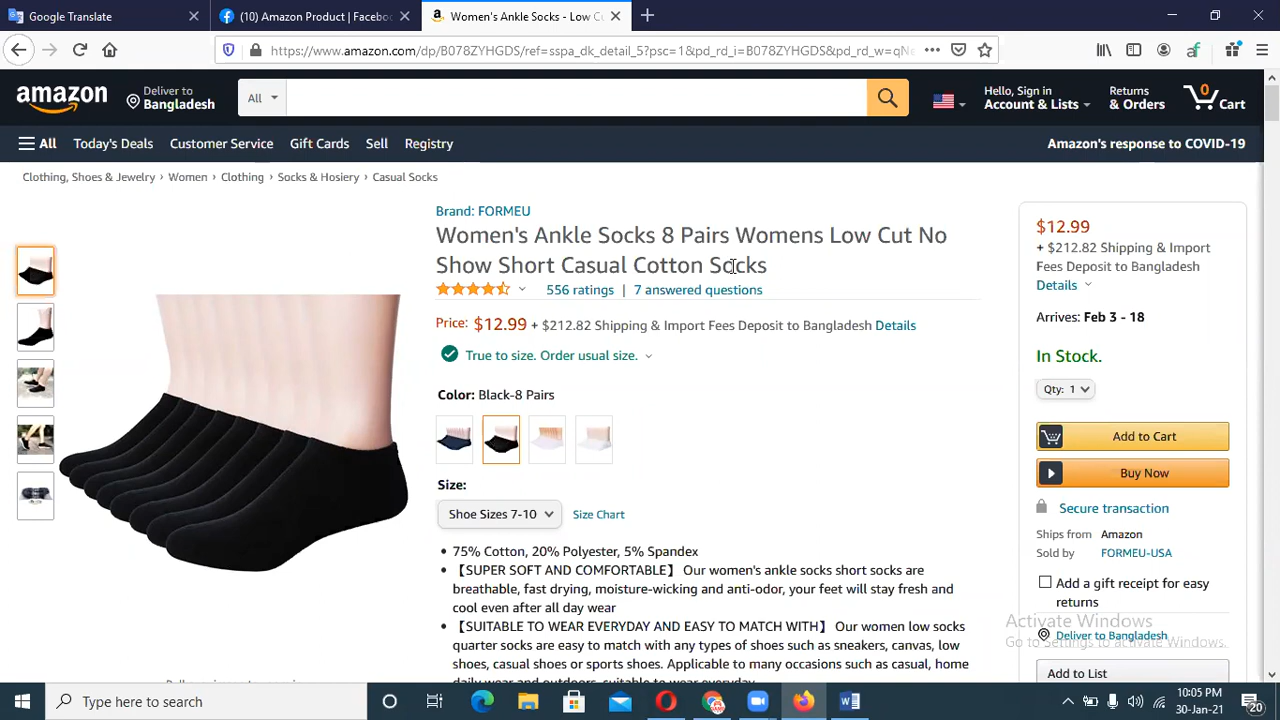 Google Translate
(10) Amazon Product | Facebo
Women's Ankle Socks - Low C
https://www.amazon.com/dp/B078ZYHGDS/ref=sspa_dk_detail_5?psc=1&pd_rd_i=B078ZYHGDS&pd_rd_w=qN
amazon
Deliver to
Bangladesh
All
Hello, Sign in
Account & Lists
Returns
& Orders
0
Cart
All
Today's Deals
Customer Service
Gift Cards
Sell
Registry
Amazon's response to COVID-19
Clothing, Shoes & Jewelry › Women › Clothing › Socks & Hosiery › Casual Socks
Brand: FORMEU
Women's Ankle Socks 8 Pairs Womens Low Cut No
Show Short Casual Cotton Socks
556 ratings | 7 answered questions
Price: $12.99 + $212.82 Shipping & Import Fees Deposit to Bangladesh Details
True to size. Order usual size.
Color: Black-8 Pairs
Size:
Shoe Sizes 7-10
Size Chart
• 75% Cotton, 20% Polyester, 5% Spandex
• 【SUPER SOFT AND COMFORTABLE】 Our women's ankle socks short socks are
breathable, fast drying, moisture-wicking and anti-odor, your feet will stay fresh and
cool even after all day wear
• 【SUITABLE TO WEAR EVERYDAY AND EASY TO MATCH WITH】 Our women low socks
quarter socks are easy to match with any types of shoes such as sneakers, canvas, low
shoes, casual shoes or sports shoes. Applicable to many occasions such as casual, home
$12.99
+ $212.82 Shipping & Import
Fees Deposit to Bangladesh
Details
Arrives: Feb 3 - 18
In Stock.
Qty: 1
Add to Cart
Buy Now
Secure transaction
Ships from Amazon
Sold by FORMEU-USA
Add a gift receipt for easy
returns
Deliver to Bangladesh
Add to List
Activate Windows
Go to Settings to activate Windows.
Type here to search
10:05 PM
30-Jan-21
20